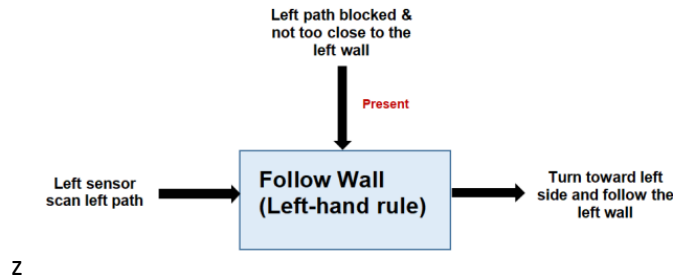 Left path blocked &
not too close to the
left wall
Present
Left sensor
scan left path
Follow Wall
(Left-hand rule)
Turn toward left
side and follow the
left wall
z